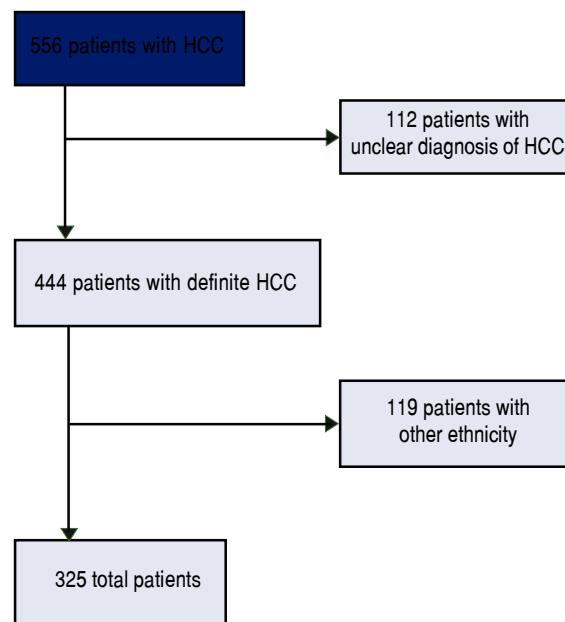 556 patients with HCC
112 patients with
unclear diagnosis of HCC
444 patients with definite HCC
119 patients with
other ethnicity
325 total patients